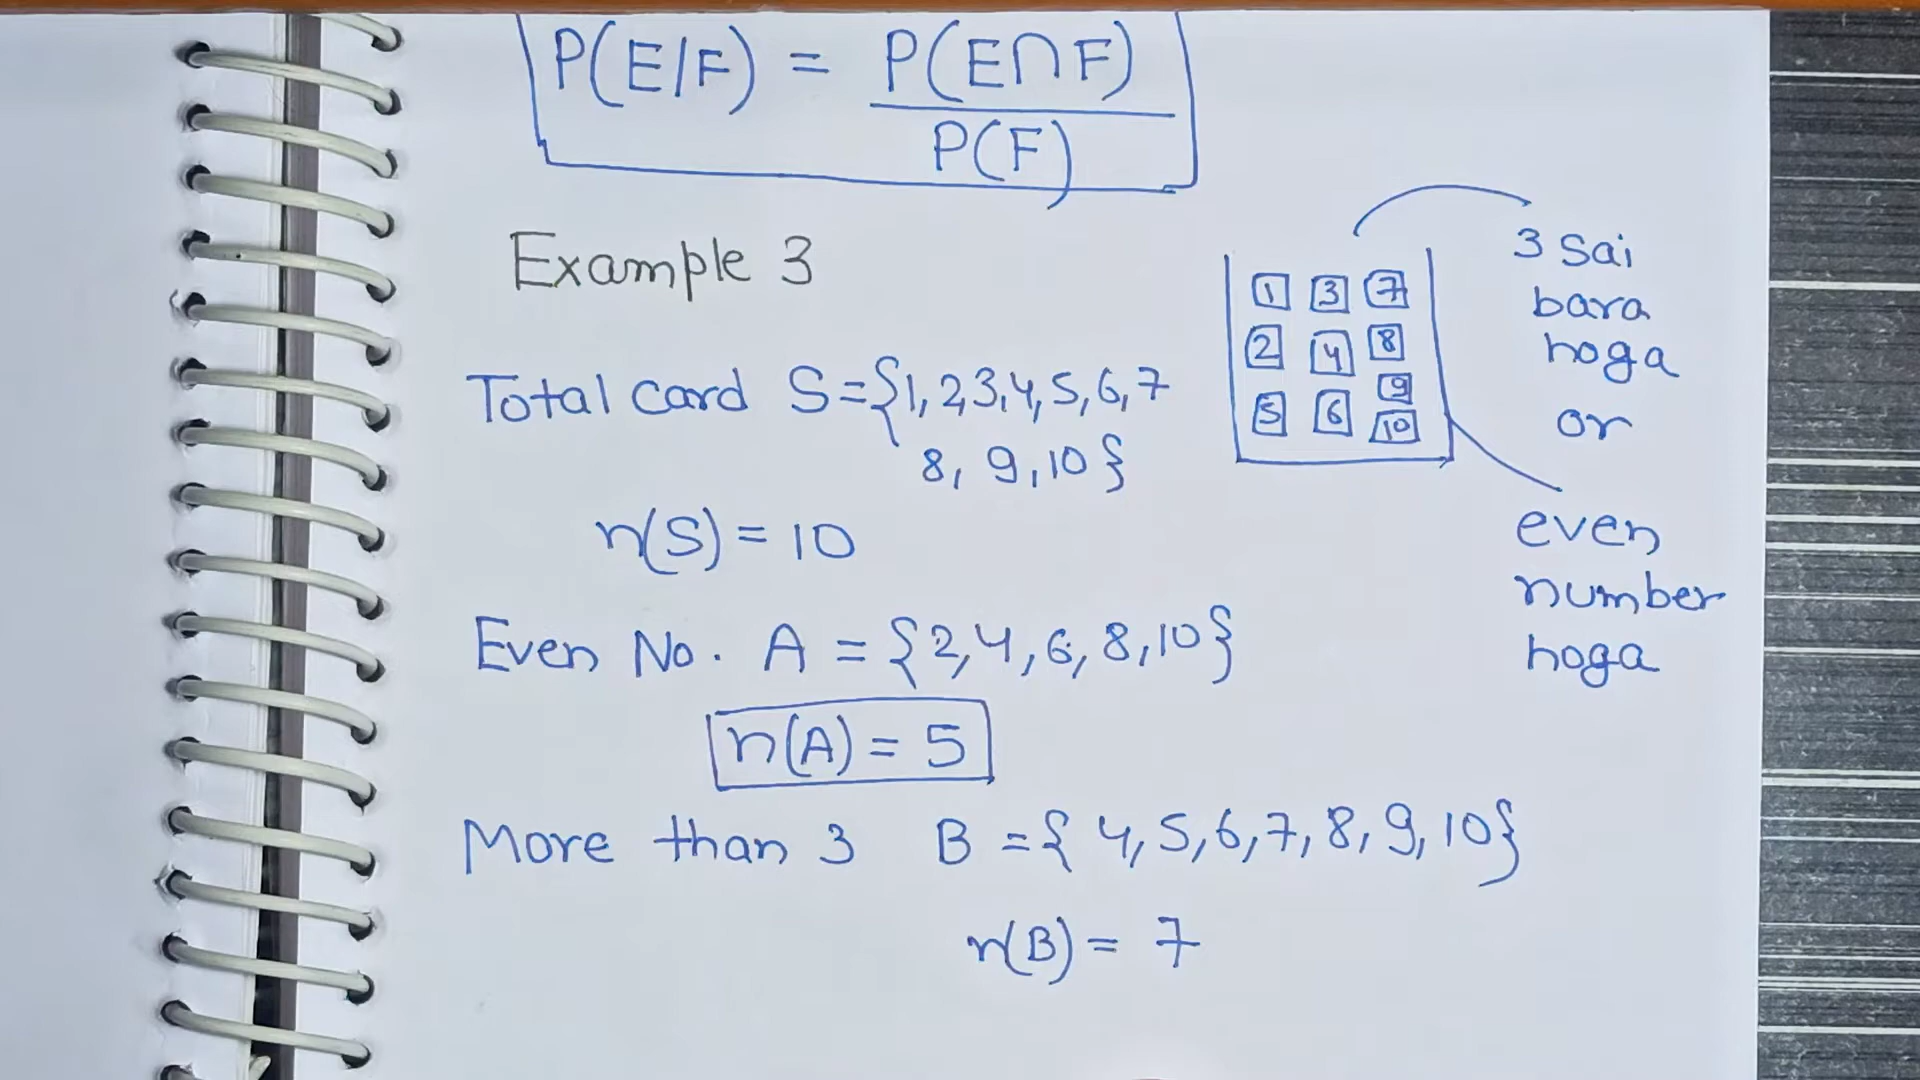 P(E/F) = P(E∩F)
P(F)
Example 3
Total card S={1,2,3,4,5,6,7
8, 9,10}
n(S) = 10
Even No. A = {2,4,6,8,10}
n(A) = 5
More than 3 B = { 4,5,6,7,8,9,10}
n(B) = 7
1 3 7
2 4 8
9
5 6 10
3 Sai
bara
hoga
or
even
number
hoga